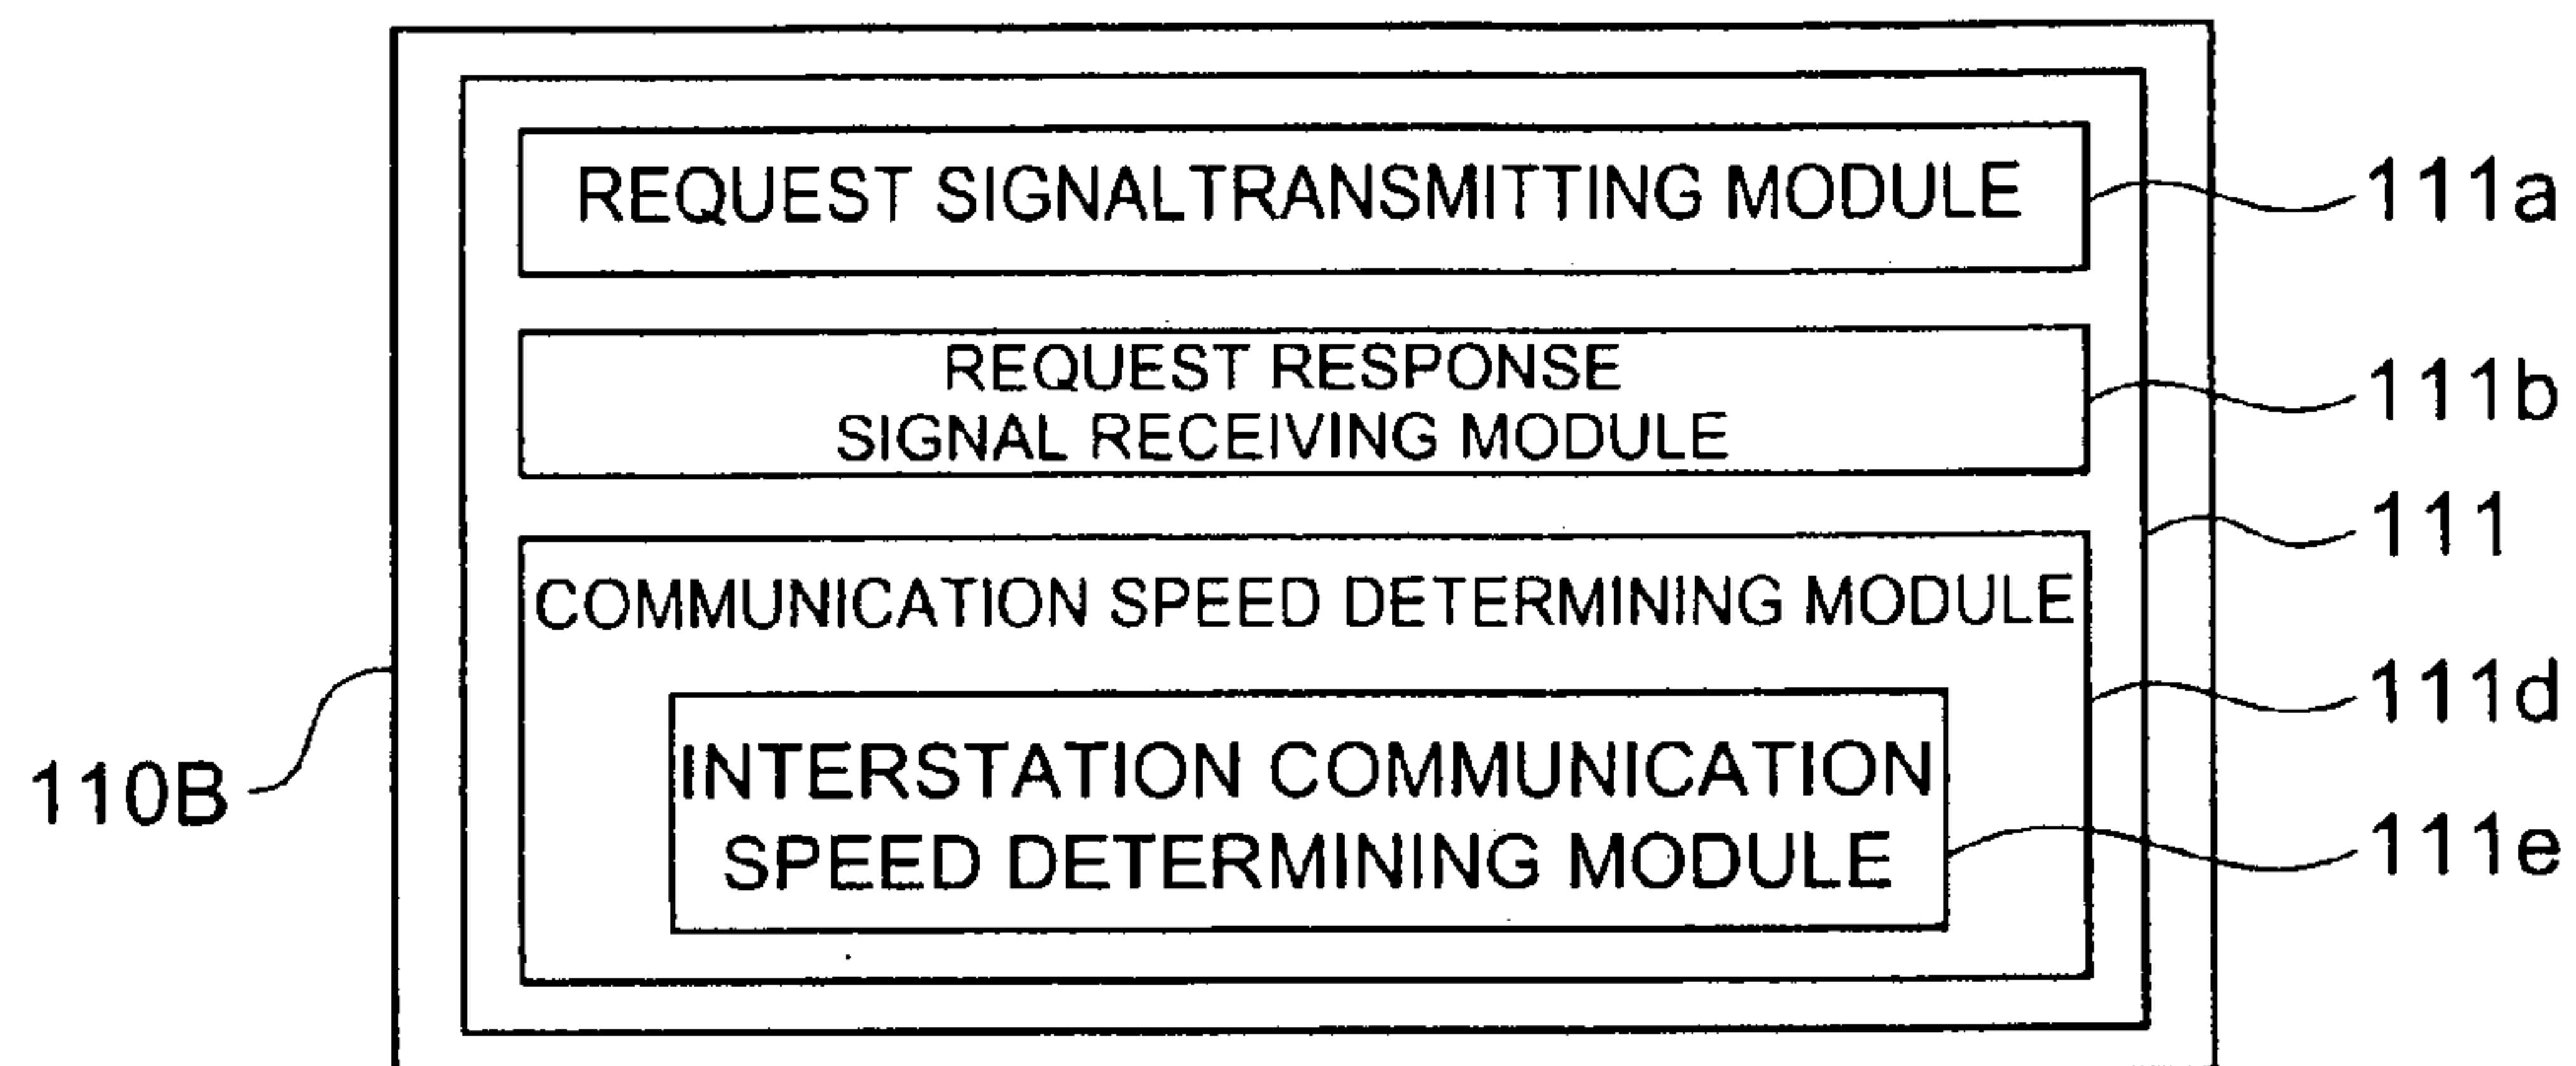 REQUEST SIGNALTRANSMITTING MODULE
111a
REQUEST RESPONSE
SIGNAL RECEIVING MODULE
111b
111
COMMUNICATION SPEED DETERMINING MODULE
111d
110B
INTERSTATION COMMUNICATION
SPEED DETERMINING MODULE
111e